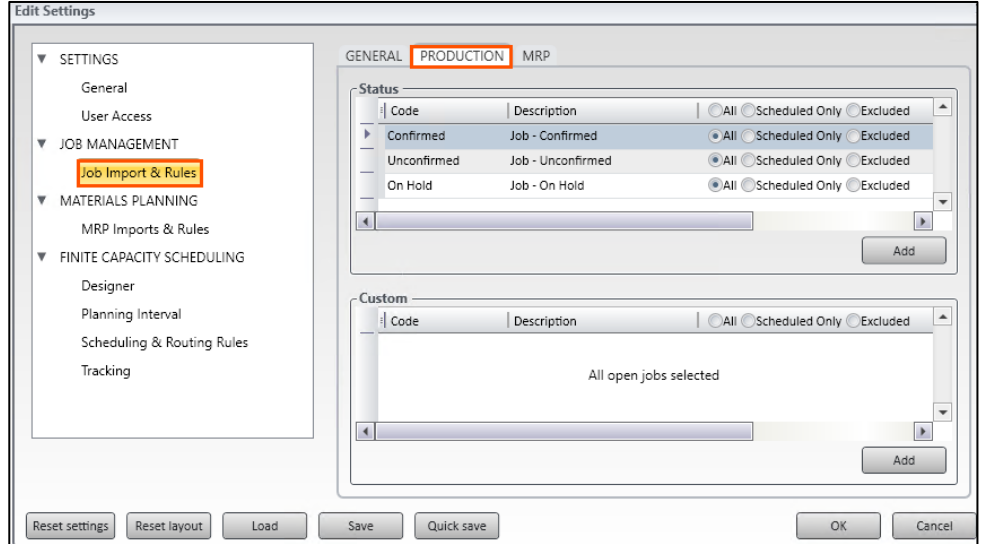 Edit Settings
SETTINGS
General
User Access
JOB MANAGEMENT
Job Import & Rules
MATERIALS PLANNING
MRP Imports & Rules
FINITE CAPACITY SCHEDULING
Designer
Planning Interval
Scheduling & Routing Rules
Tracking
GENERAL PRODUCTION MRP
Status
Code Description All Scheduled Only Excluded
Confirmed Job - Confirmed All Scheduled Only Excluded
Unconfirmed Job - Unconfirmed All Scheduled Only Excluded
On Hold Job - On Hold All Scheduled Only Excluded
Add
Custom
Code Description All Scheduled Only Excluded
All open jobs selected
Add
Reset settings Reset layout Load Save Quick save OK Cancel